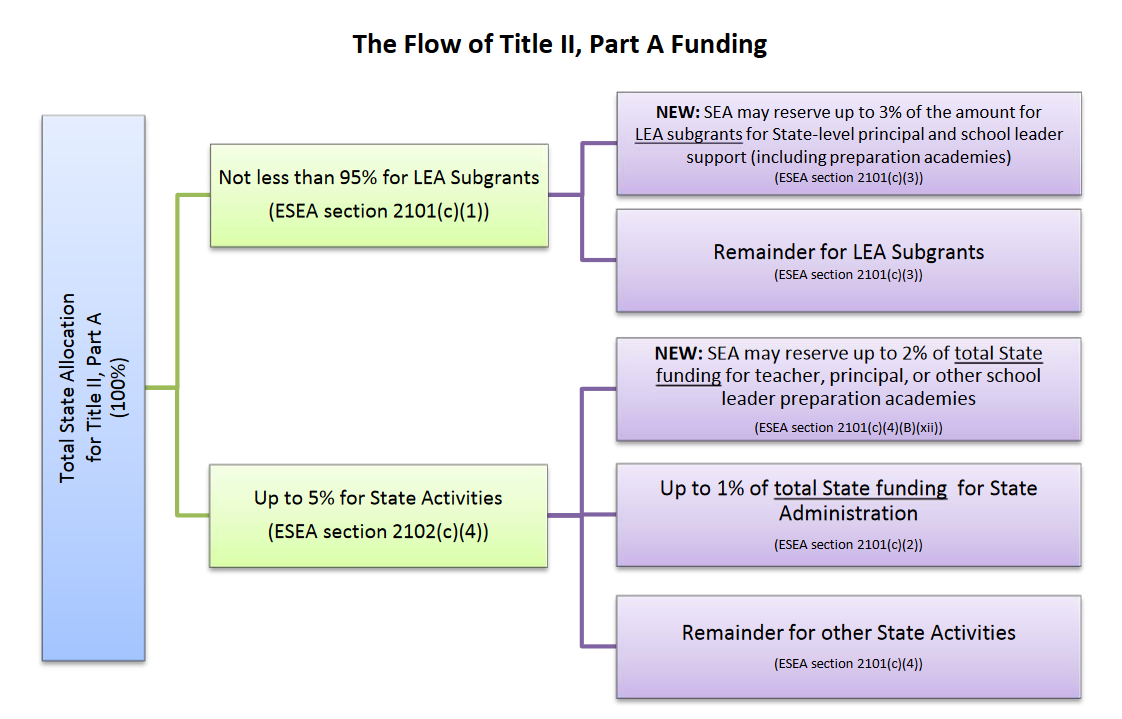 The Flow of Title II, Part A Funding
Total State Allocation
for Title II, Part A
(100%)
Not less than 95% for LEA Subgrants
(ESEA section 2101(c)(1))
NEW: SEA may reserve up to 3% of the amount for
LEA subgrants for State-level principal and school leader
support (including preparation academies)
(ESEA section 2101(c)(3))
Remainder for LEA Subgrants
(ESEA section 2101(c)(3))
Up to 5% for State Activities
(ESEA section 2102(c)(4))
NEW: SEA may reserve up to 2% of total State
funding for teacher, principal, or other school
leader preparation academies
(ESEA section 2101(c)(4)(B)(xii))
Up to 1% of total State funding for State
Administration
(ESEA section 2101(c)(2))
Remainder for other State Activities
(ESEA section 2101(c)(4))